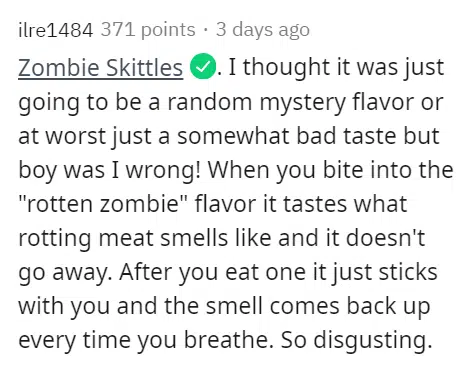 ilre1484 371 points · 3 days ago
Zombie Skittles ✓. I thought it was just
going to be a random mystery flavor or
at worst just a somewhat bad taste but
boy was I wrong! When you bite into the
"rotten zombie" flavor it tastes what
rotting meat smells like and it doesn't
go away. After you eat one it just sticks
with you and the smell comes back up
every time you breathe. So disgusting.